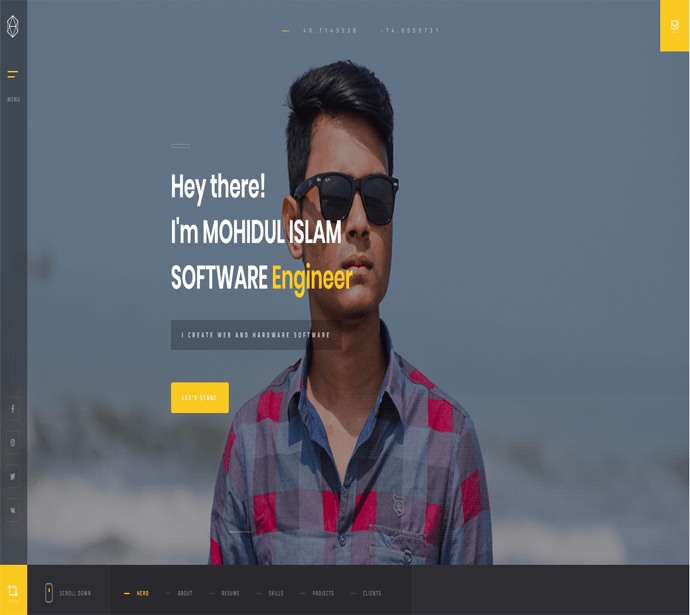 40.7143528 -74.0059731
MENU
Hey there!
I'm MOHIDUL ISLAM
SOFTWARE Engineer
I CREATE WEB AND HARDWARE SOFTWARE
LET'S START
SCROLL DOWN
HERO
ABOUT
RESUME
SKILLS
PROJECTS
CLIENTS